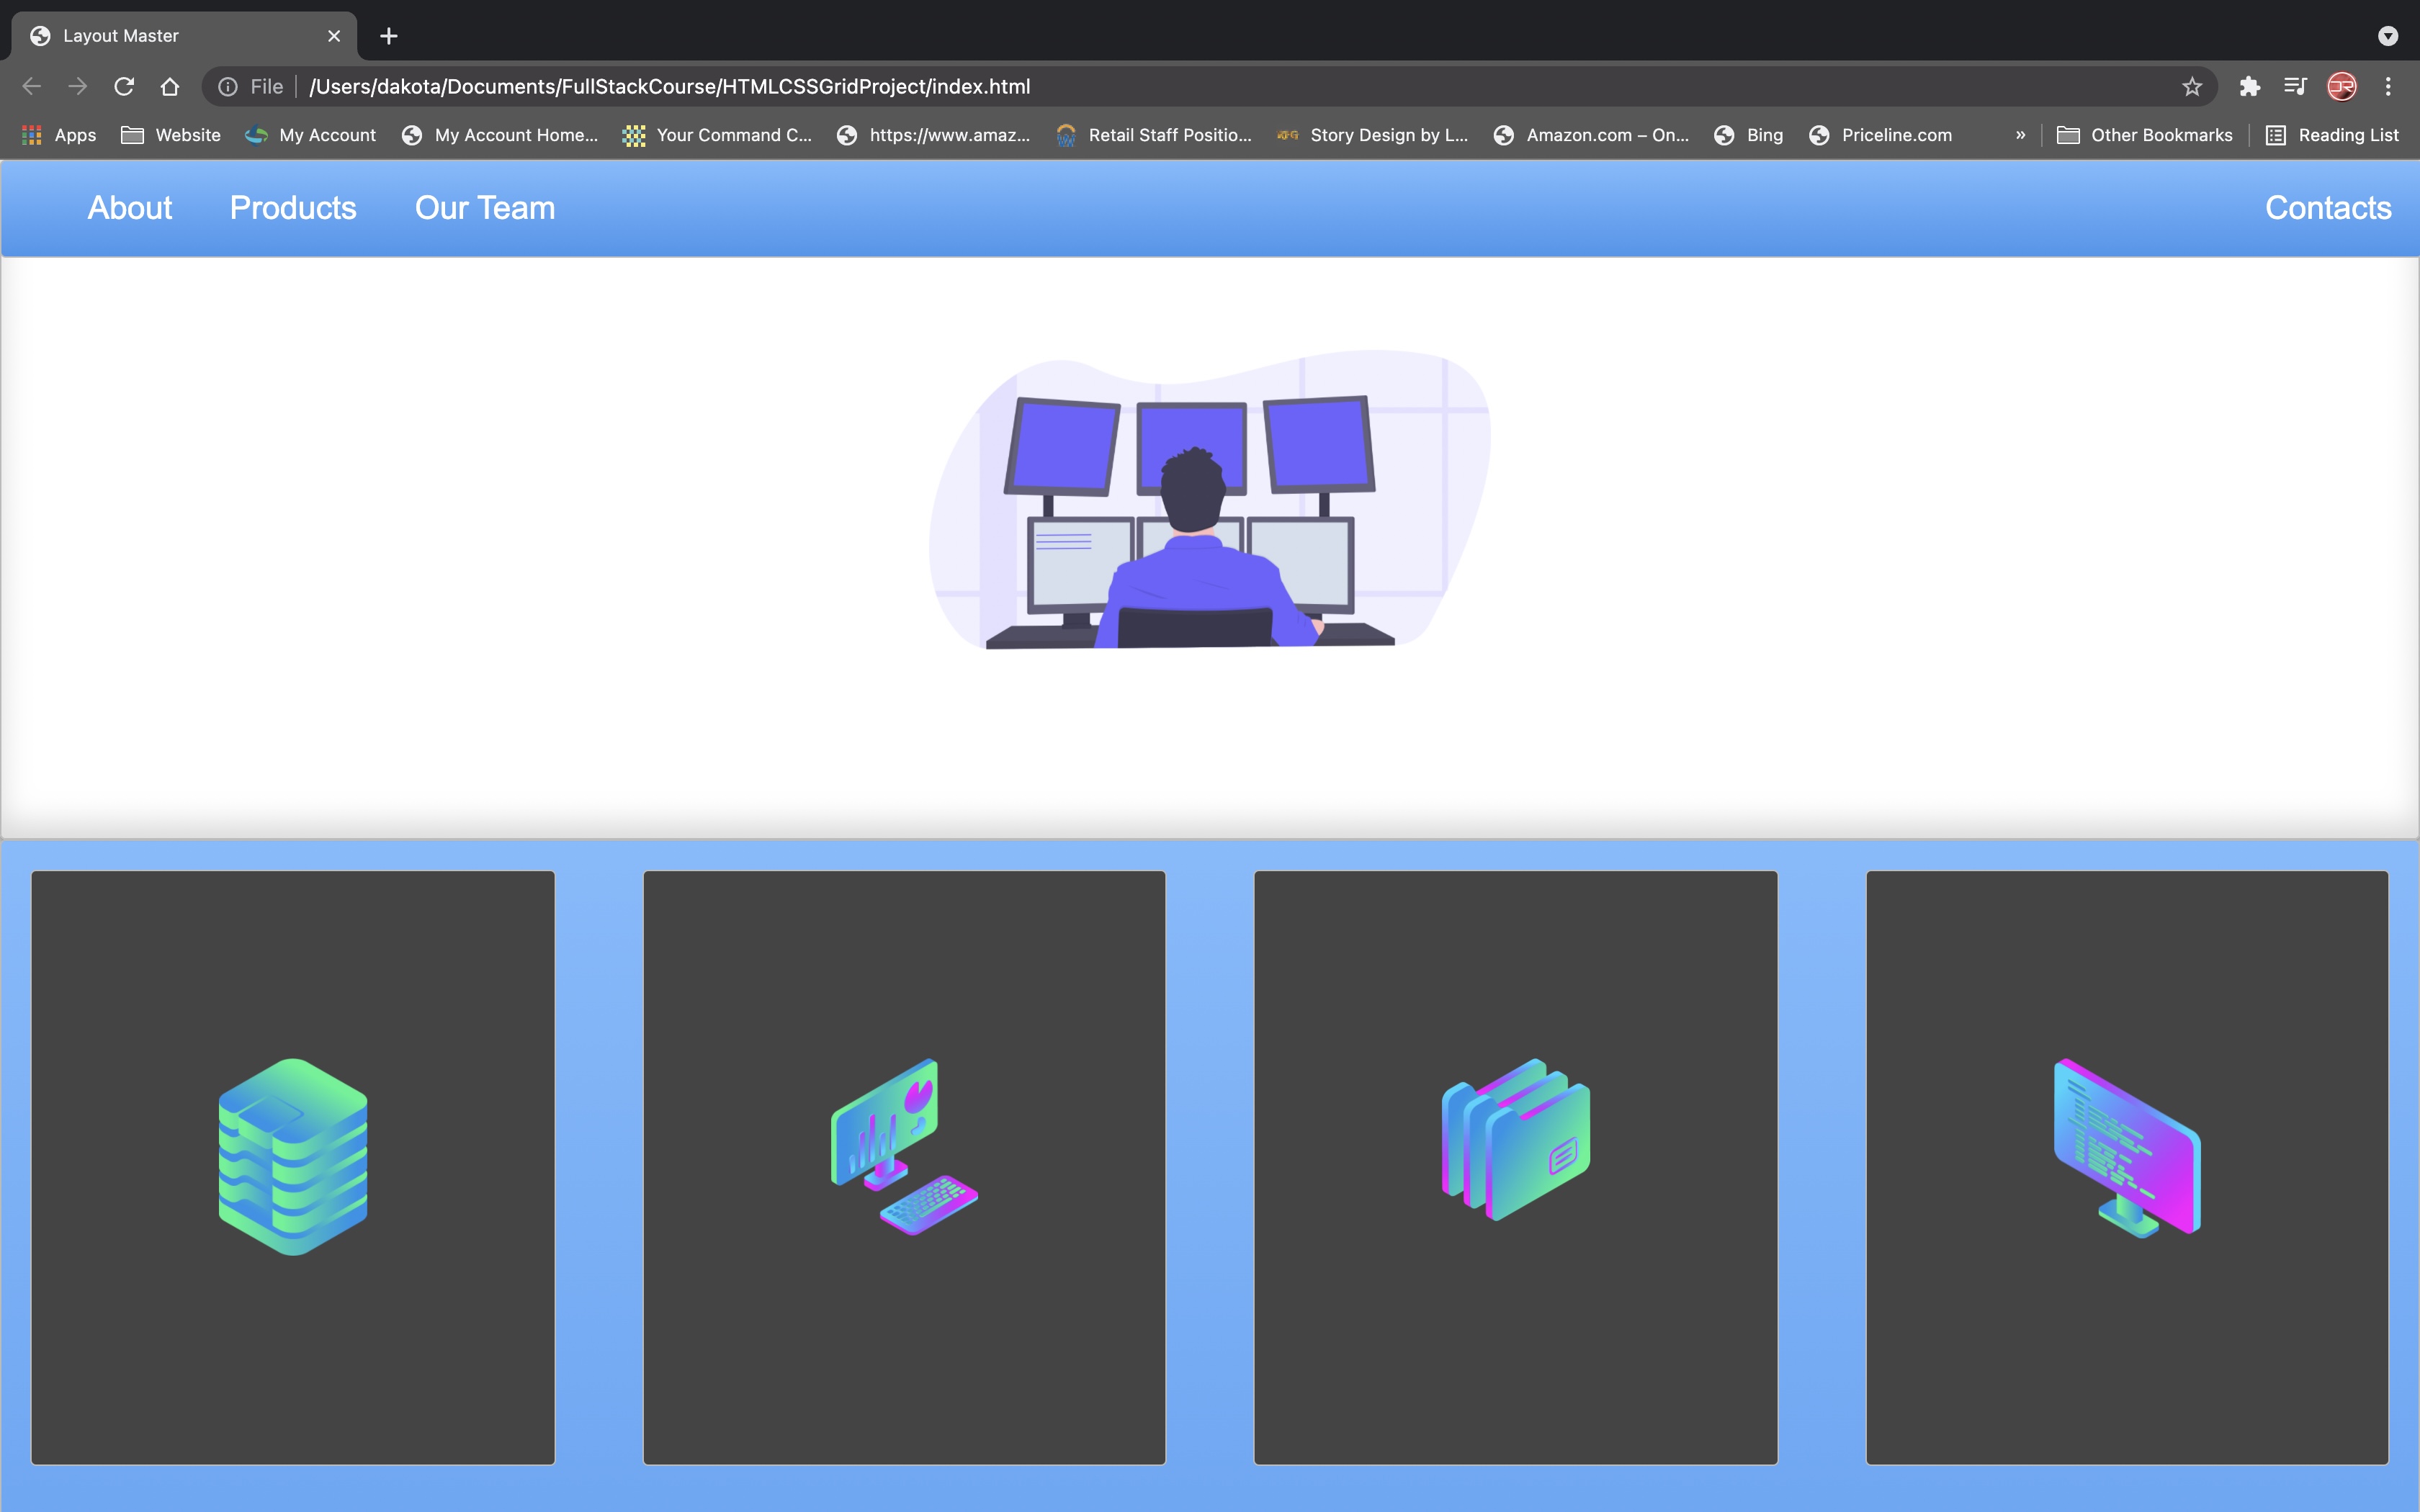 Layout Master
File /Users/dakota/Documents/FullStackCourse/HTMLCSSGridProject/index.html
Apps Website My Account My Account Home... Your Command C... https://www.amaz... Retail Staff Positio... Story Design by L... Amazon.com – On... Bing Priceline.com » Other Bookmarks Reading List
About Products Our Team Contacts